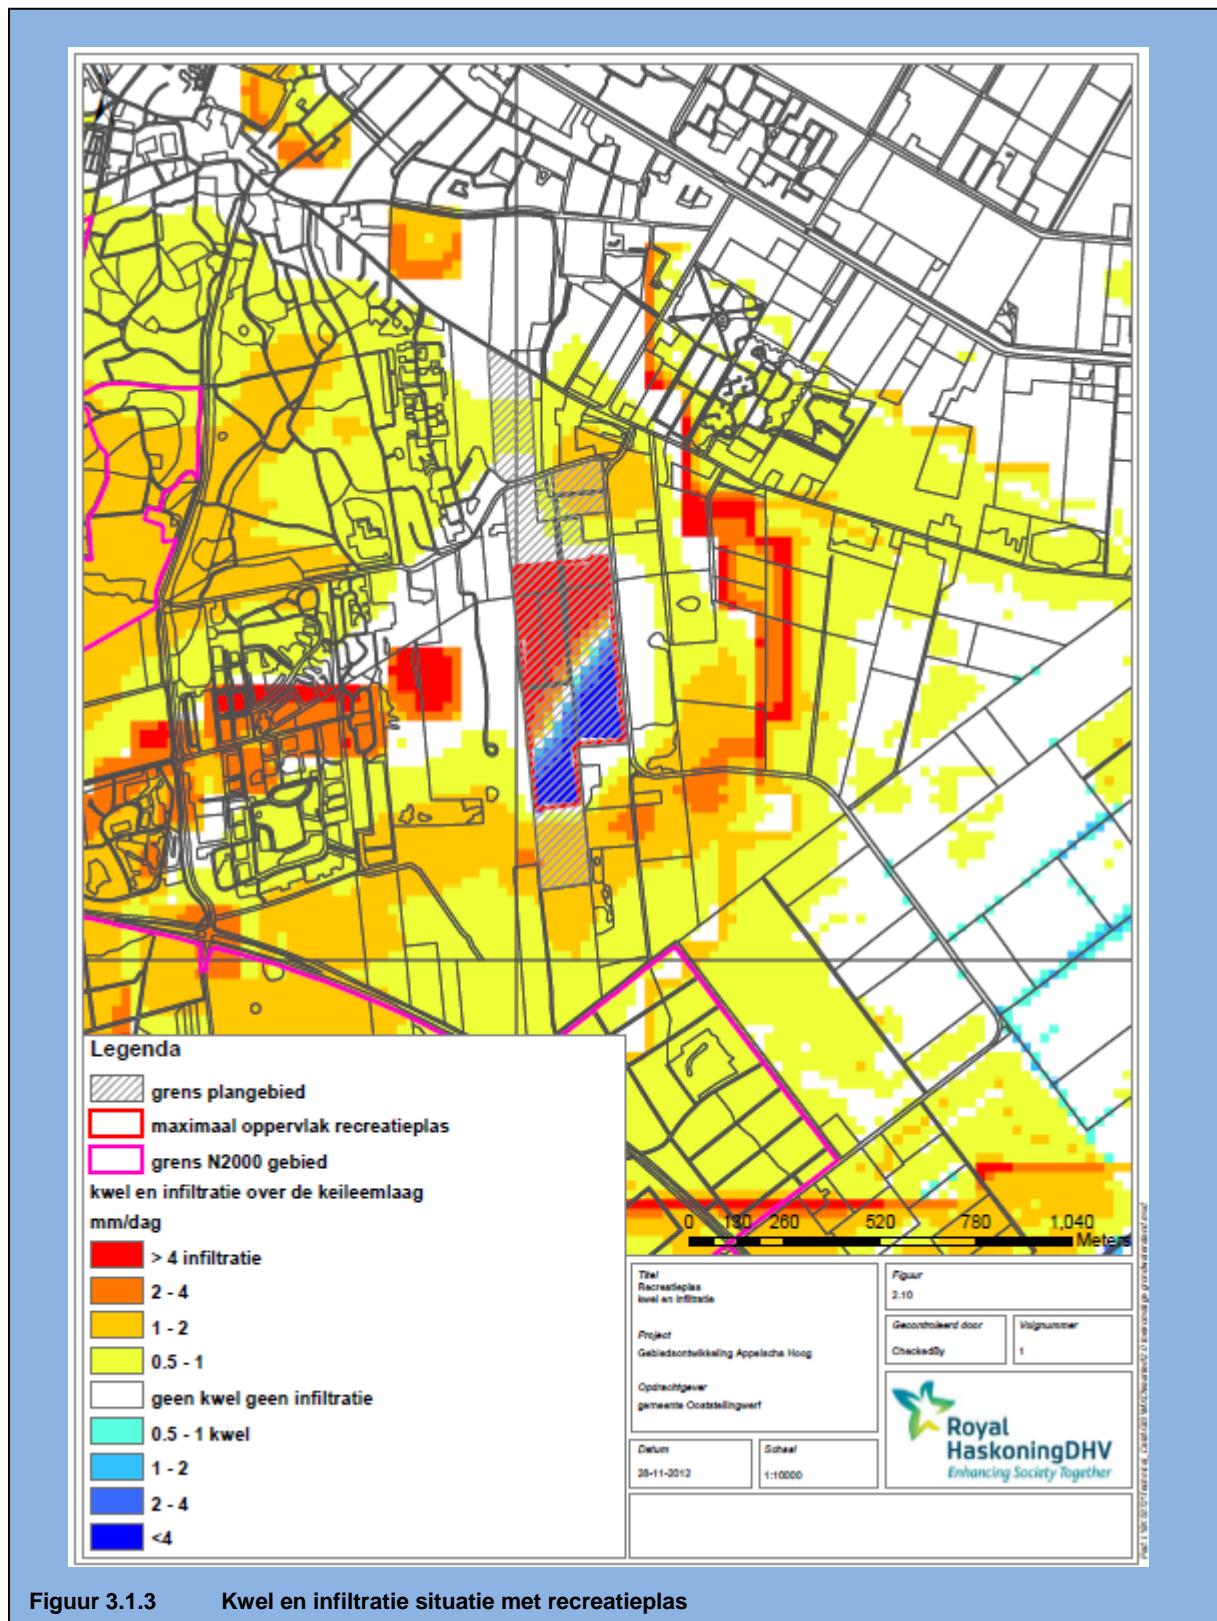 0 130 260 520 780 1,040
Meters
Legenda
grens plangebied
maximaal oppervlak recreatieplas
grens N2000 gebied
kwel en infiltratie over de keileemlaag
mm/dag
> 4 infiltratie
2 - 4
1 - 2
0.5 - 1
geen kwel geen infiltratie
0.5 - 1 kwel
1 - 2
2 - 4
<4
Titel
Recreatieplas
kwel en infiltratie
Project
Gebiedsontwikkeling Appelscha Hoog
Opdrachtgever
gemeente Ooststellingwerf
Datum
28-11-2012
Schaal
1:10000
Figuur
2.10
Gecontroleerd door
CheckedBy
Volgnummer
1
Royal
HaskoningDHV
Enhancing Society Together
Figuur 3.1.3 Kwel en infiltratie situatie met recreatieplas